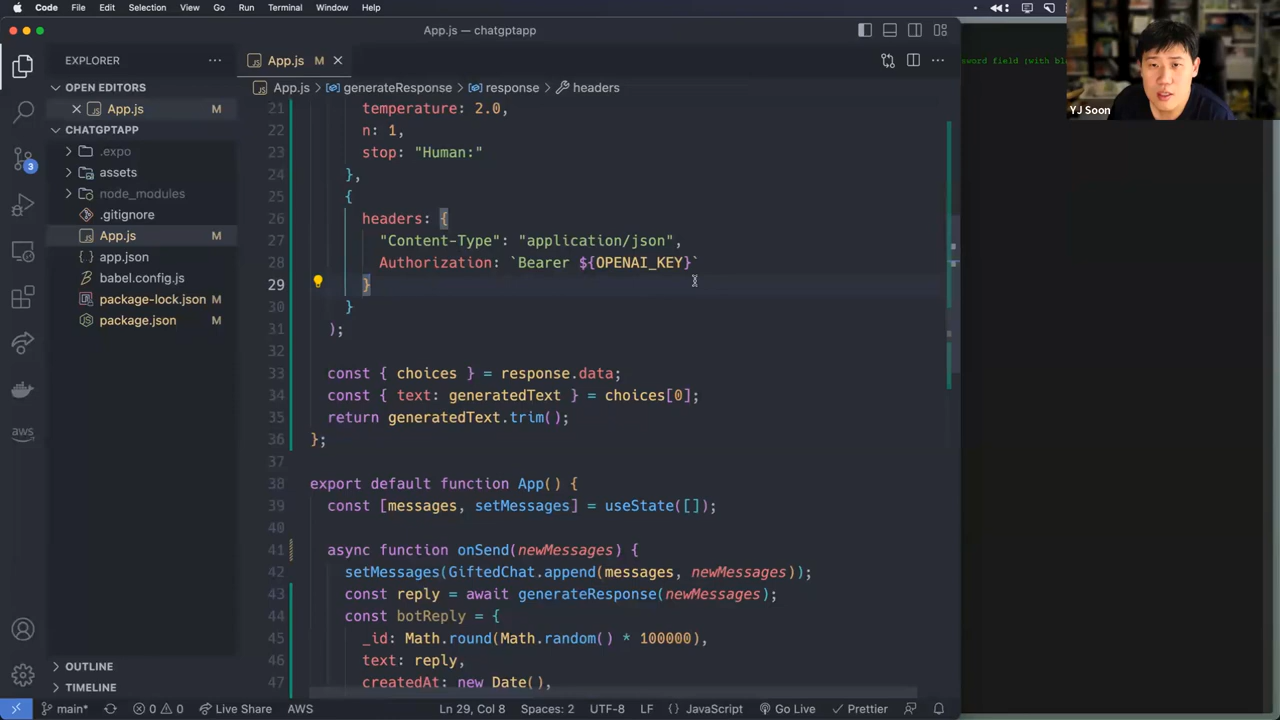 Code File Edit Selection View Go Run Terminal Window Help
App.js — chatgptapp
YJ Soon
EXPLORER
App.js M
OPEN EDITORS
App.js M
CHATGPTAPP
.expo
assets
node_modules
.gitignore
App.js M
app.json
babel.config.js
package-lock.json M
package.json M
OUTLINE
TIMELINE
3
aws
App.js > generateResponse > response > headers
21 temperature: 2.0,
22 n: 1,
23 stop: "Human:"
24 },
25 {
26 headers: {
27 "Content-Type": "application/json",
28 Authorization: `Bearer ${OPENAI_KEY}`
29 }
30 }
31 );
32
33 const { choices } = response.data;
34 const { text: generatedText } = choices[0];
35 return generatedText.trim();
36 };
37
38 export default function App() {
39 const [messages, setMessages] = useState([]);
40
41 async function onSend(newMessages) {
42 setMessages(GiftedChat.append(messages, newMessages));
43 const reply = await generateResponse(newMessages);
44 const botReply = {
45 _id: Math.round(Math.random() * 100000),
46 text: reply,
47 createdAt: new Date(),
main* 0 0 Live Share AWS Ln 29, Col 8 Spaces: 2 UTF-8 LF {} JavaScript Go Live Prettier